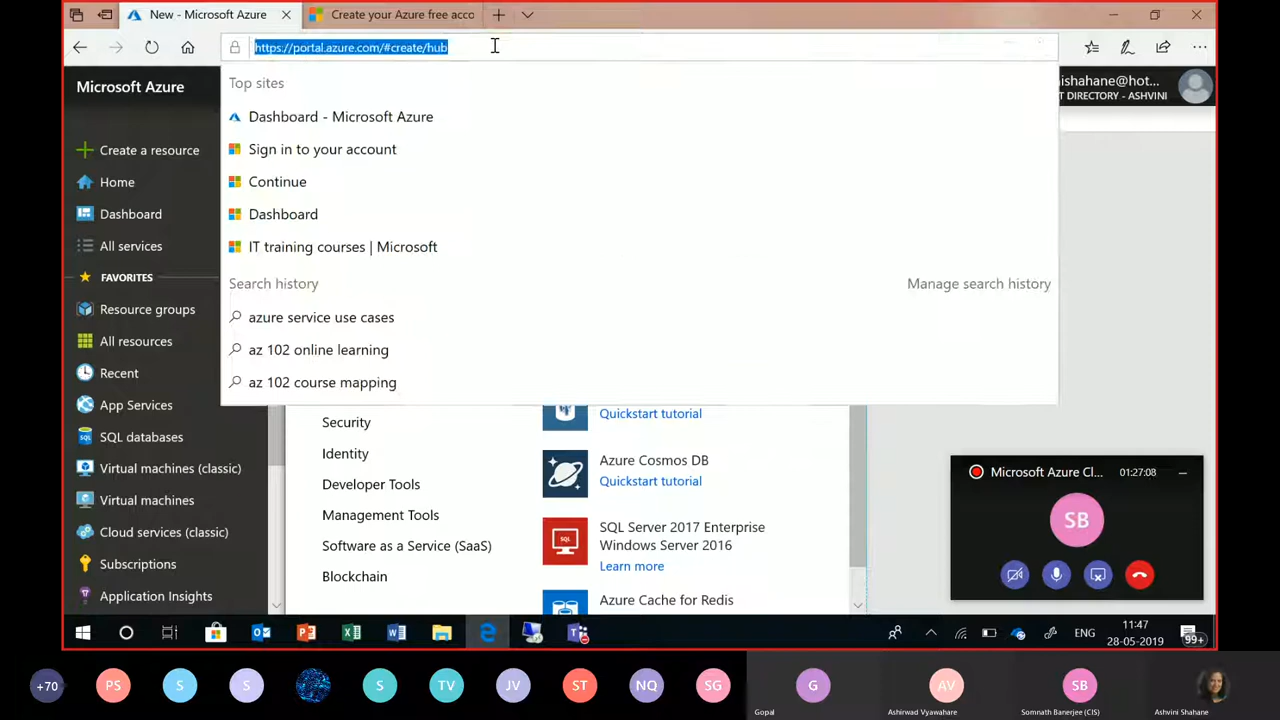 New - Microsoft Azure
Create your Azure free acco
https://portal.azure.com/#create/hub
Microsoft Azure
ishahane@hot...
T DIRECTORY - ASHVINI
Top sites
Dashboard - Microsoft Azure
Sign in to your account
Continue
Dashboard
IT training courses | Microsoft
Search history
Manage search history
azure service use cases
az 102 online learning
az 102 course mapping
Create a resource
Home
Dashboard
All services
FAVORITES
Resource groups
All resources
Recent
App Services
SQL databases
Virtual machines (classic)
Virtual machines
Cloud services (classic)
Subscriptions
Application Insights
Security
Identity
Developer Tools
Management Tools
Software as a Service (SaaS)
Blockchain
Quickstart tutorial
Azure Cosmos DB
Quickstart tutorial
SQL
SQL Server 2017 Enterprise
Windows Server 2016
Learn more
Azure Cache for Redis
Microsoft Azure Cl...
01:27:08
SB
ENG
11:47
28-05-2019
99+
+70
PS
S
S
S
TV
JV
ST
NQ
SG
G
AV
SB
Gopal
Ashirwad Vyawahare
Somnath Banerjee (CIS)
Ashvini Shahane